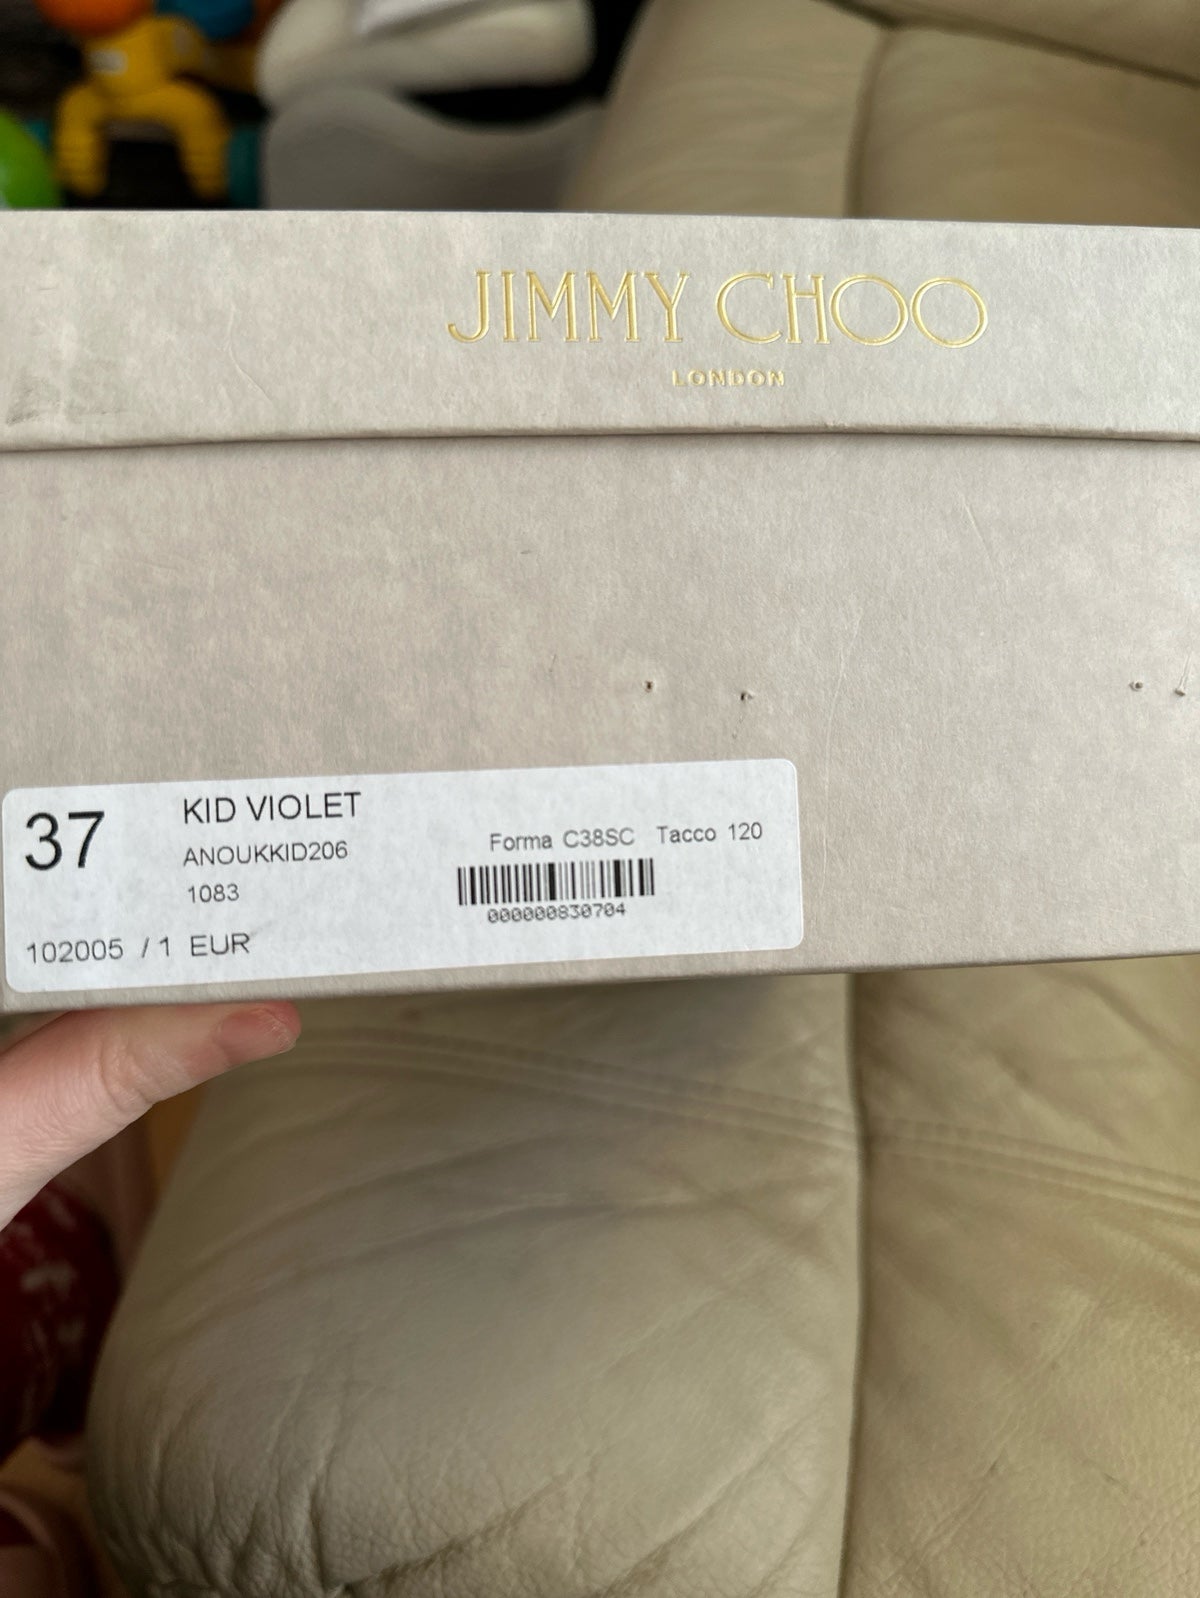 JIMMY CHOO
LONDON
37
KID VIOLET
ANOUKKID206
1083
Forma C38SC Tacco 120
000000830704
102005 / 1 EUR